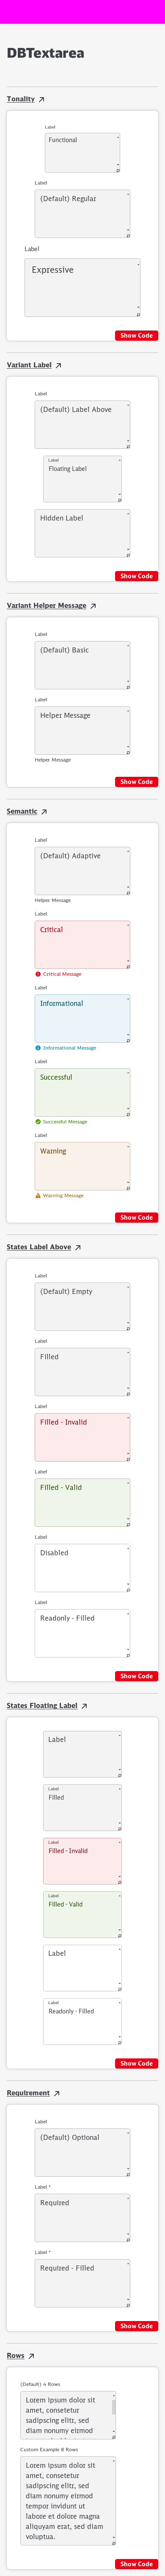 DBTextarea
Tonality
Label
Functional
Label
(Default) Regular
Label
Expressive
Show Code
Variant Label
Label
(Default) Label Above
Label
Floating Label
Hidden Label
Show Code
Variant Helper Message
Label
(Default) Basic
Label
Helper Message
Helper Message
Show Code
Semantic
Label
(Default) Adaptive
Helper Message
Label
Critical
Critical Message
Label
Informational
Informational Message
Label
Successful
Successful Message
Label
Warning
Warning Message
Show Code
States Label Above
Label
(Default) Empty
Label
Filled
Label
Filled - Invalid
Label
Filled - Valid
Label
Disabled
Label
Readonly - Filled
Show Code
States Floating Label
Label
Label
Filled
Label
Filled - Invalid
Label
Filled - Valid
Label
Label
Readonly - Filled
Show Code
Requirement
Label
(Default) Optional
Label *
Required
Label *
Required - Filled
Show Code
Rows
(Default) 4 Rows
Lorem ipsum dolor sit
amet, consetetur
sadipscing elitr, sed
diam nonumy eirmod
Custom Example 8 Rows
Lorem ipsum dolor sit
amet, consetetur
sadipscing elitr, sed
diam nonumy eirmod
tempor invidunt ut
labore et dolore magna
aliquyam erat, sed diam
voluptua.
Show Code